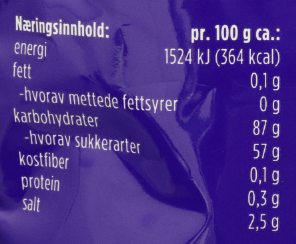 Næringsinnhold: pr. 100 g ca.:
energi 1524 kJ (364 kcal)
fett 0,1 g
-hvorav mettede fettsyrer 0 g
karbohydrater 87 g
-hvorav sukkerarter 57 g
kostfiber 0,1 g
protein 0,3 g
salt 2,5 g